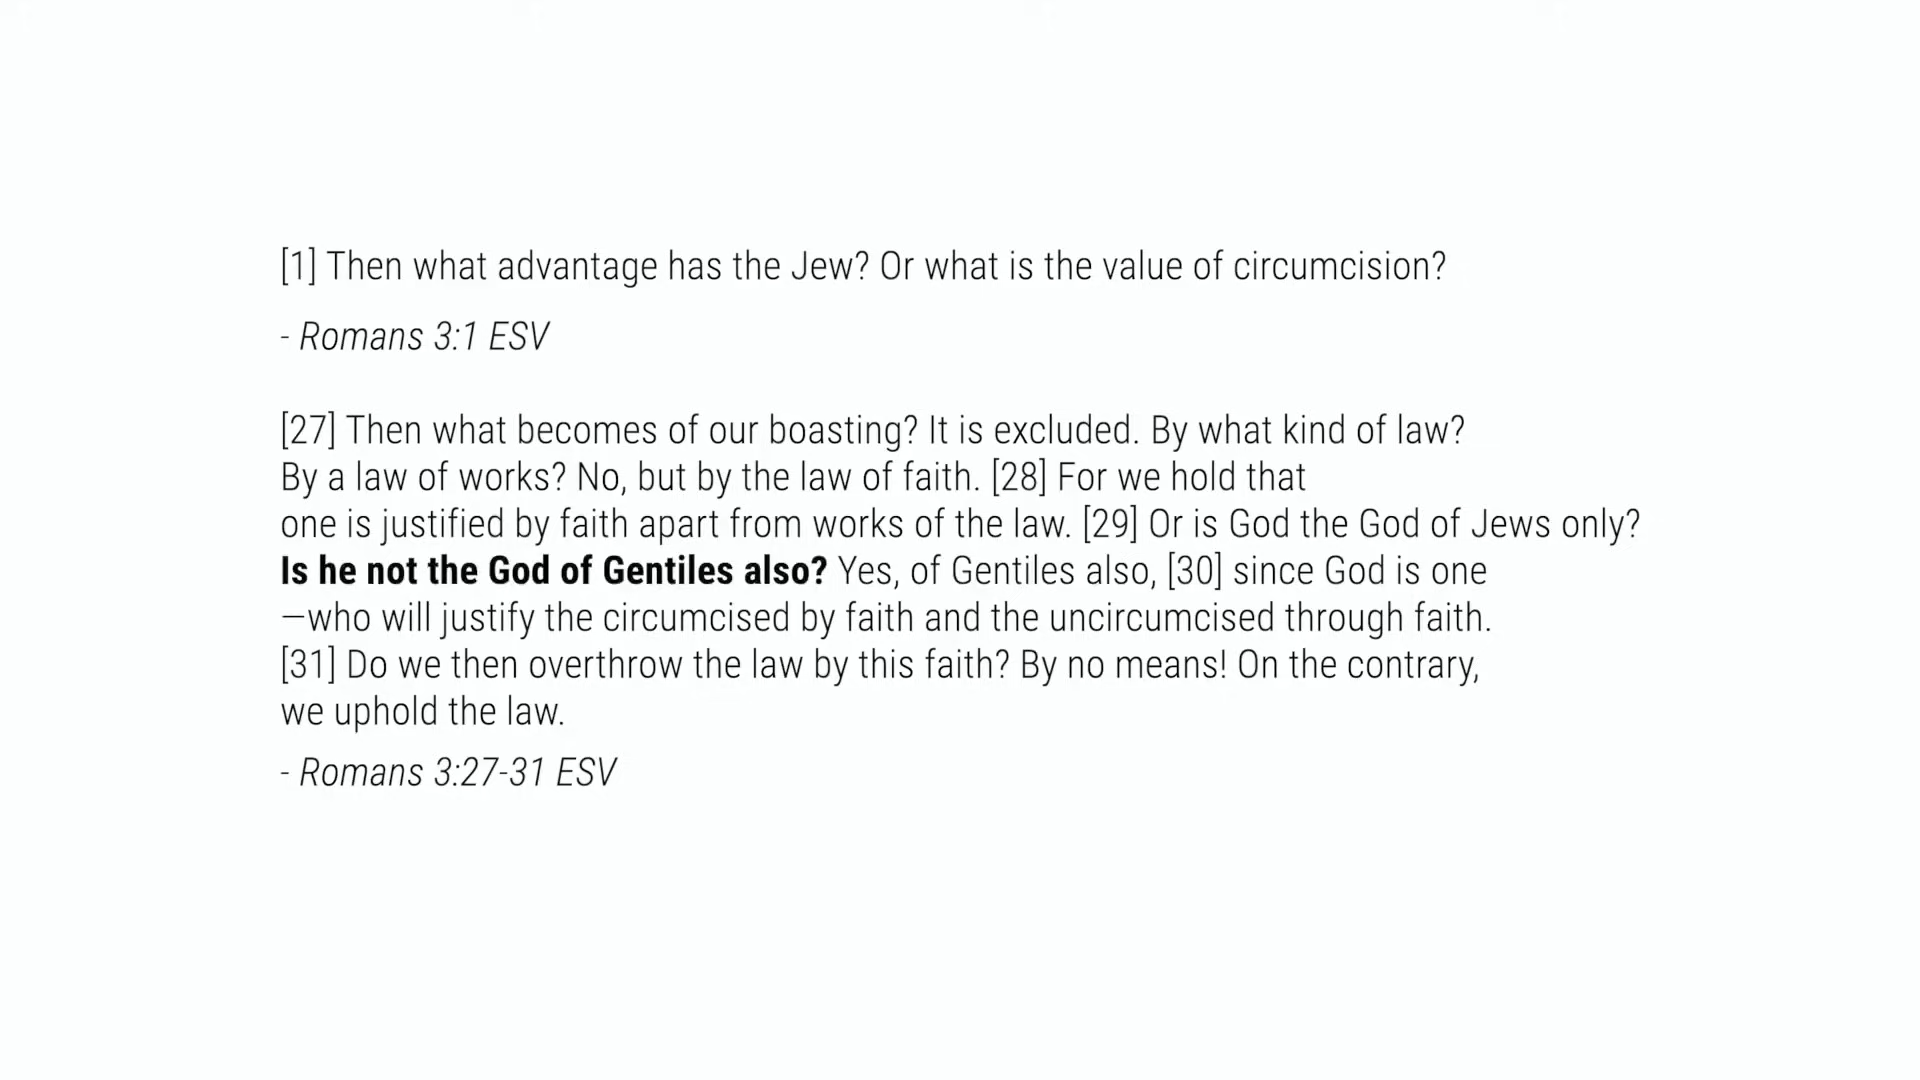 [1] Then what advantage has the Jew? Or what is the value of circumcision?
- Romans 3:1 ESV
[27] Then what becomes of our boasting? It is excluded. By what kind of law?
By a law of works? No, but by the law of faith. [28] For we hold that
one is justified by faith apart from works of the law. [29] Or is God the God of Jews only?
Is he not the God of Gentiles also? Yes, of Gentiles also, [30] since God is one
—who will justify the circumcised by faith and the uncircumcised through faith.
[31] Do we then overthrow the law by this faith? By no means! On the contrary,
we uphold the law.
- Romans 3:27-31 ESV